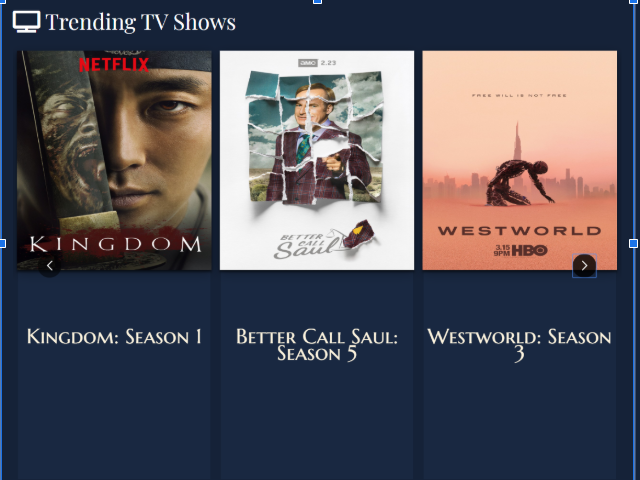 Trending TV Shows
NETFLIX
KINGDOM
amc 2.23
BETTER
CALL
Saul
FREE WILL IS NOT FREE
WESTWORLD
3.15
9PM HBO
Kingdom: Season 1
Better Call Saul:
Season 5
Westworld: Season
3